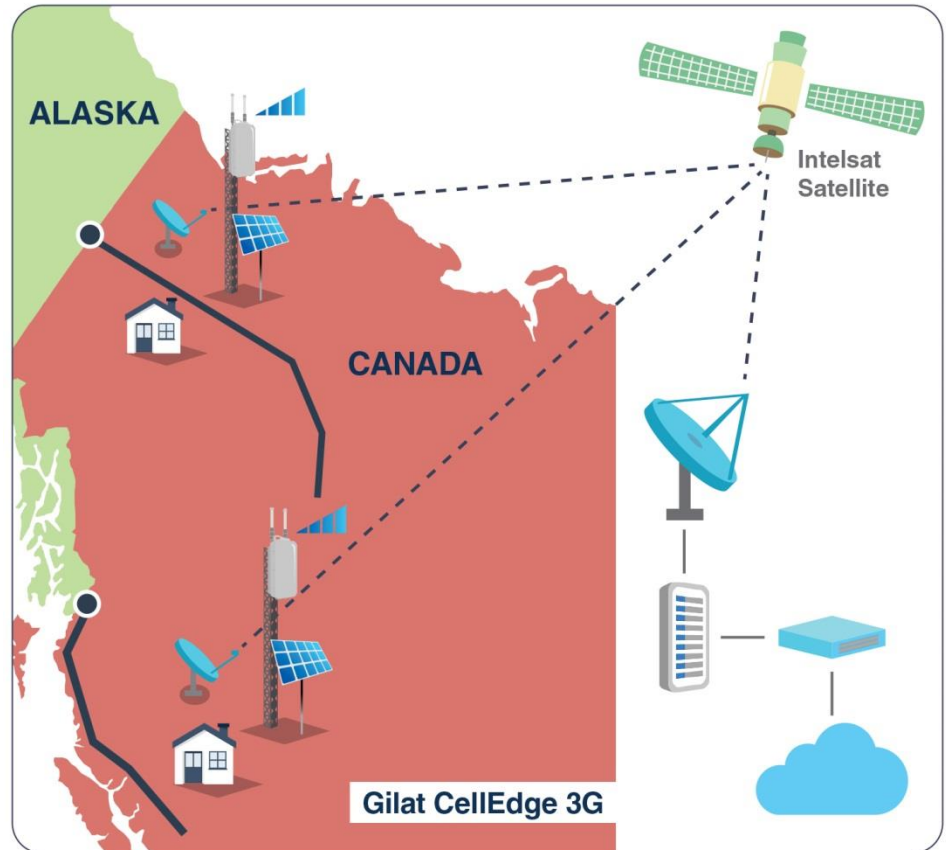 ALASKA
Intelsat
Satellite
CANADA
Gilat CellEdge 3G